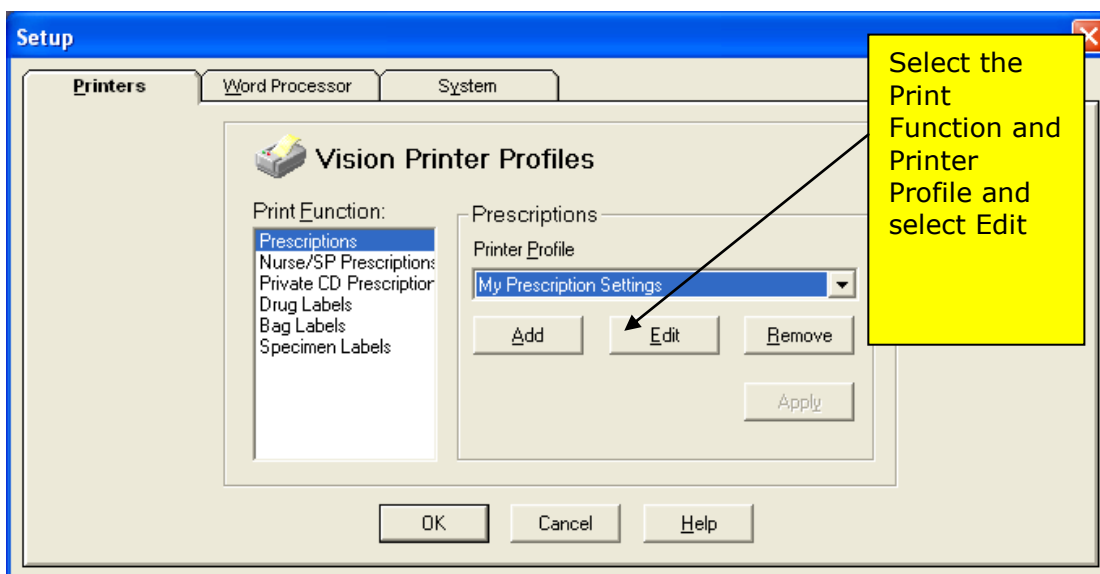 Setup
Printers
Word Processor
System
Select the
Print
Function and
Printer
Profile and
select Edit
Vision Printer Profiles
Print Function:
Prescriptions
Nurse/SP Prescriptions
Private CD Prescription
Drug Labels
Bag Labels
Specimen Labels
Prescriptions
Printer Profile
My Prescription Settings
Add
Edit
Remove
Apply
OK
Cancel
Help